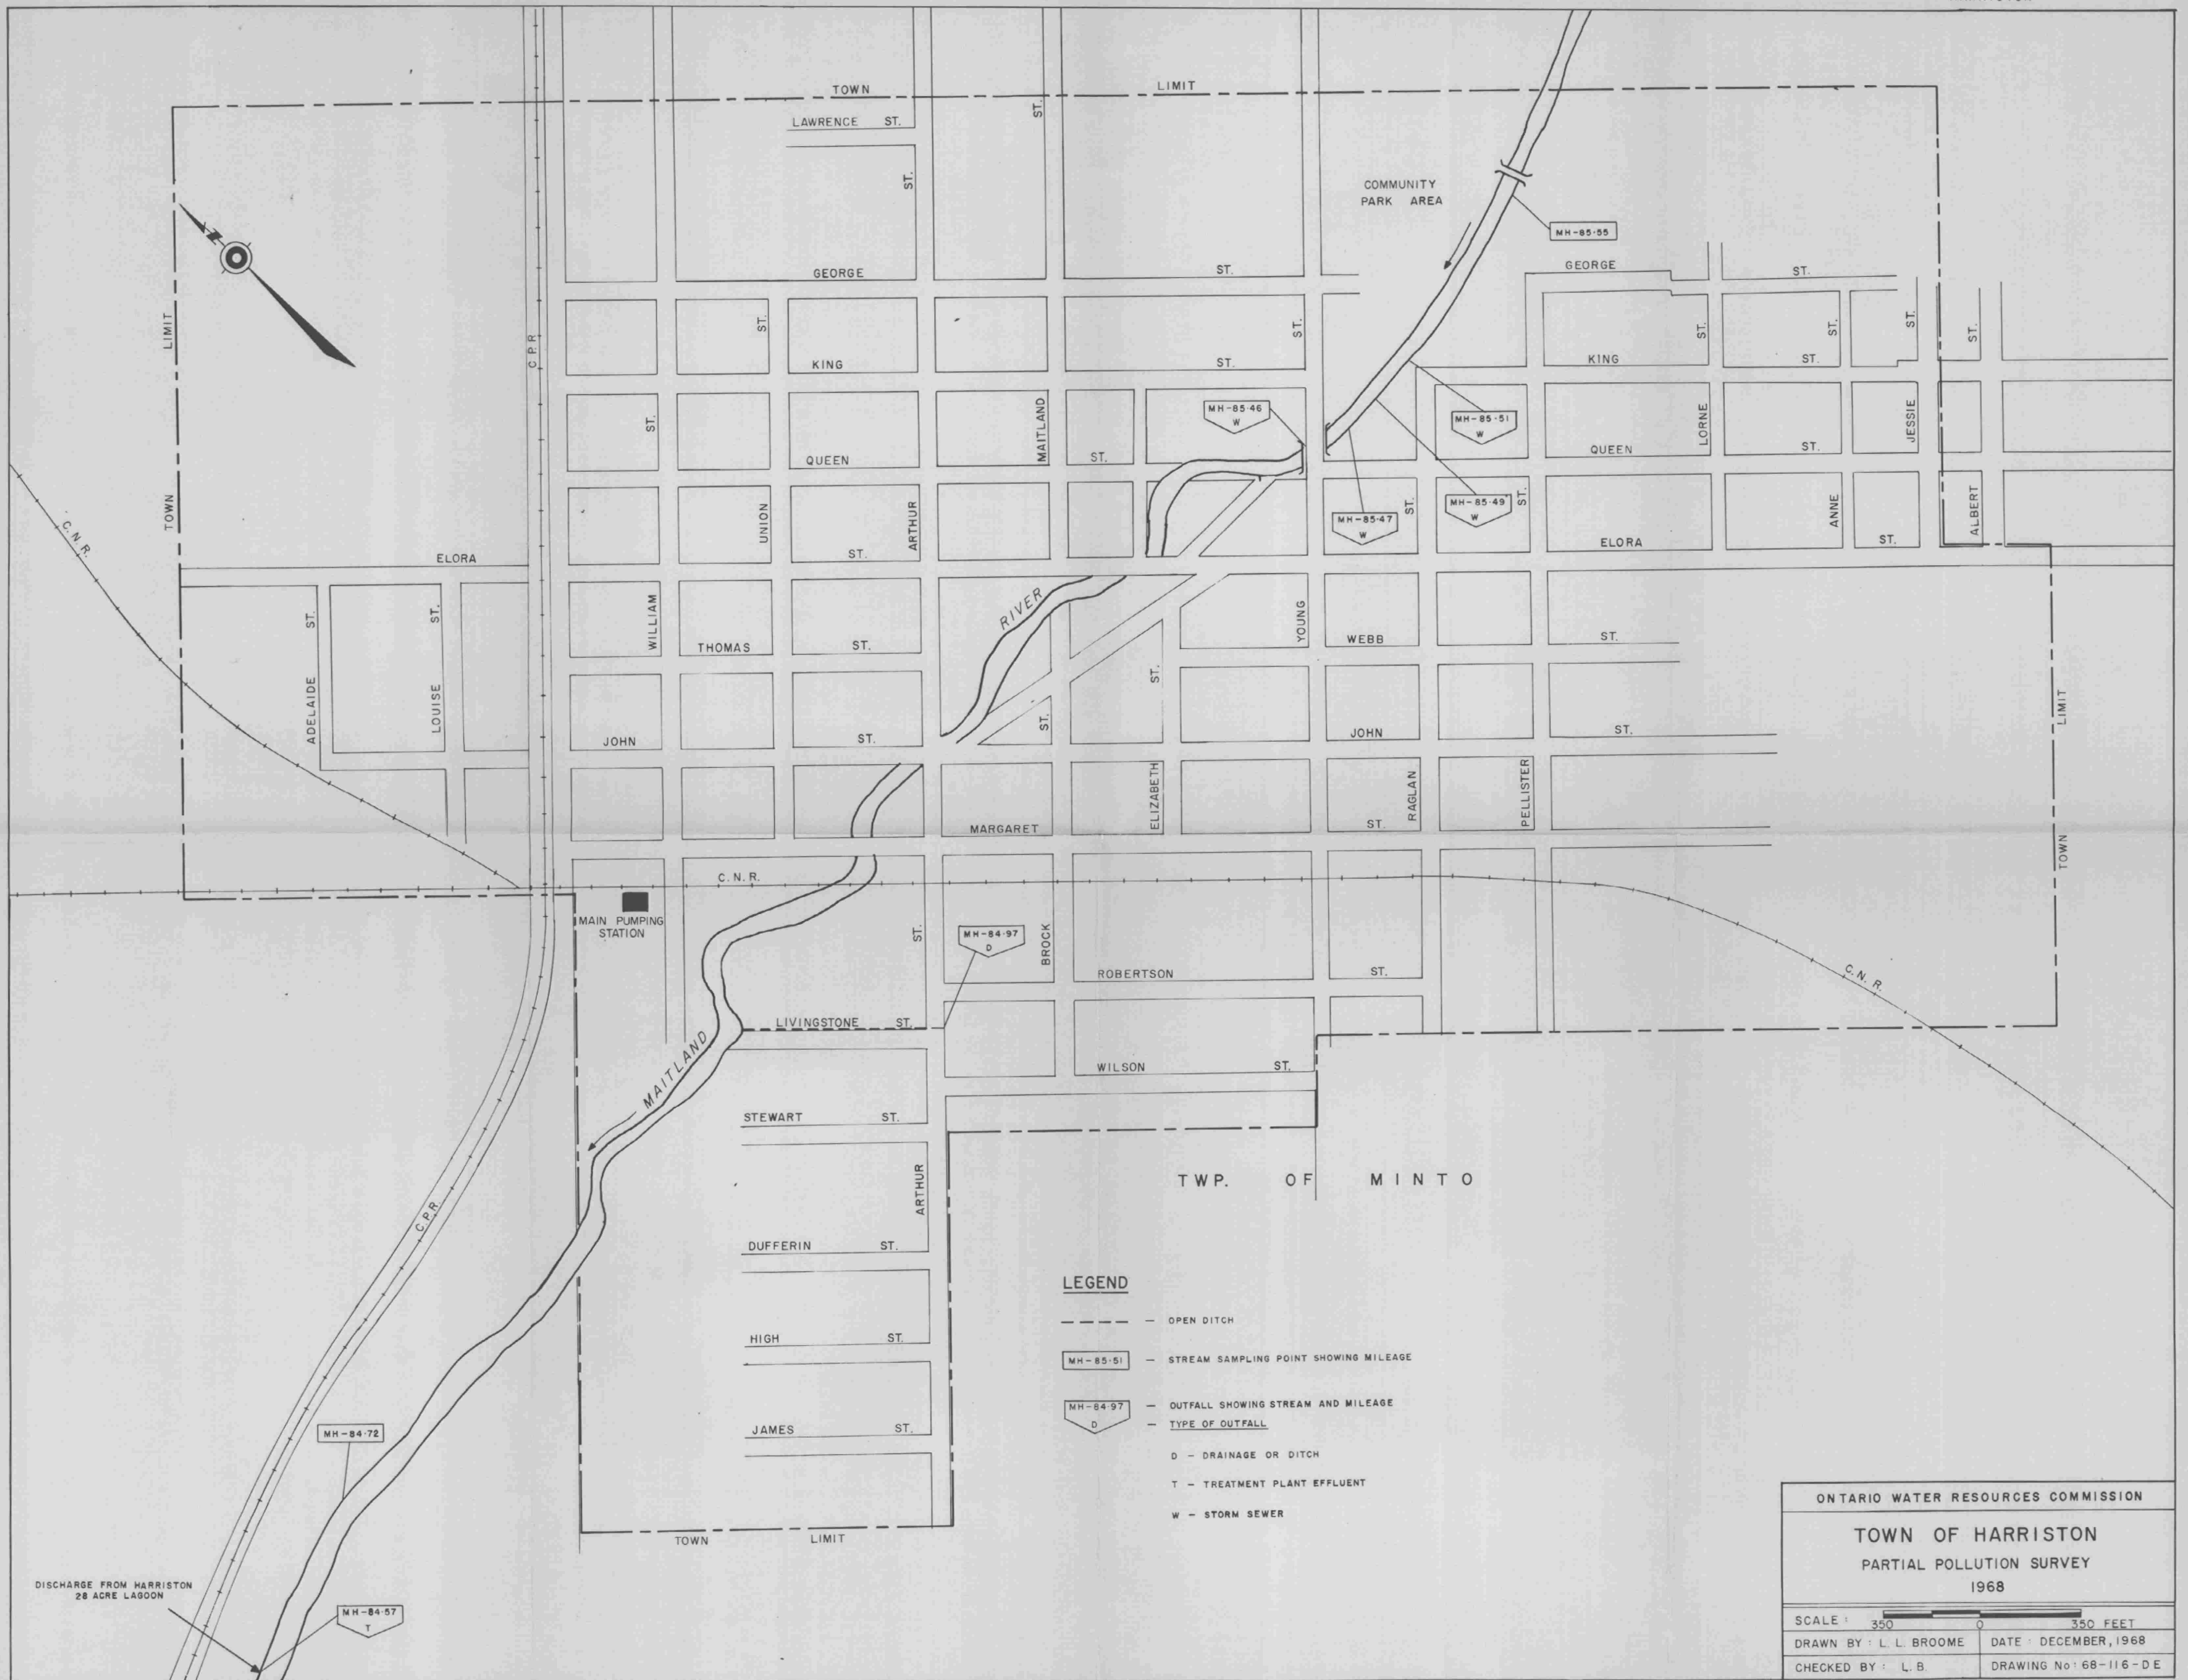 TOWN LIMIT
LAWRENCE ST.
ST.
ST.
COMMUNITY
PARK AREA
MH-85·55
N
LIMIT
TOWN
C.P.R.
GEORGE ST.
GEORGE ST.
ST.
ST.
ST.
ST.
ST.
ST.
KING ST.
KING ST.
MH-85·46
W
MH-85·51
W
ST.
MAITLAND
LORNE
JESSIE
QUEEN ST.
QUEEN ST.
MH-85·47
W
ST.
MH-85·49
W
ST.
UNION
ARTHUR
ANNE
ALBERT
C.N.R.
ELORA ST.
ELORA ST.
ADELAIDE ST.
LOUISE ST.
WILLIAM
THOMAS ST.
RIVER
ST.
YOUNG
WEBB ST.
JOHN ST.
ST.
JOHN ST.
LIMIT
TOWN
MARGARET ST.
ELIZABETH
RAGLAN
PELLISTER
C.N.R.
MAIN PUMPING
STATION
ST.
MH-84·97
D
BROCK
ROBERTSON ST.
C.N.R.
LIVINGSTONE ST.
MAITLAND
WILSON ST.
STEWART ST.
ARTHUR
TWP. OF MINTO
C.P.R.
DUFFERIN ST.
HIGH ST.
JAMES ST.
TOWN LIMIT
MH-84·72
DISCHARGE FROM HARRISTON
28 ACRE LAGOON
MH-84·57
T
LEGEND
— OPEN DITCH
MH-85·51 — STREAM SAMPLING POINT SHOWING MILEAGE
MH-84·97 — OUTFALL SHOWING STREAM AND MILEAGE
D — TYPE OF OUTFALL
D — DRAINAGE OR DITCH
T — TREATMENT PLANT EFFLUENT
W — STORM SEWER
ONTARIO WATER RESOURCES COMMISSION
TOWN OF HARRISTON
PARTIAL POLLUTION SURVEY
1968
SCALE: 350 0 350 FEET
DRAWN BY: L. L. BROOME DATE: DECEMBER, 1968
CHECKED BY: L.B. DRAWING No: 68-116-DE